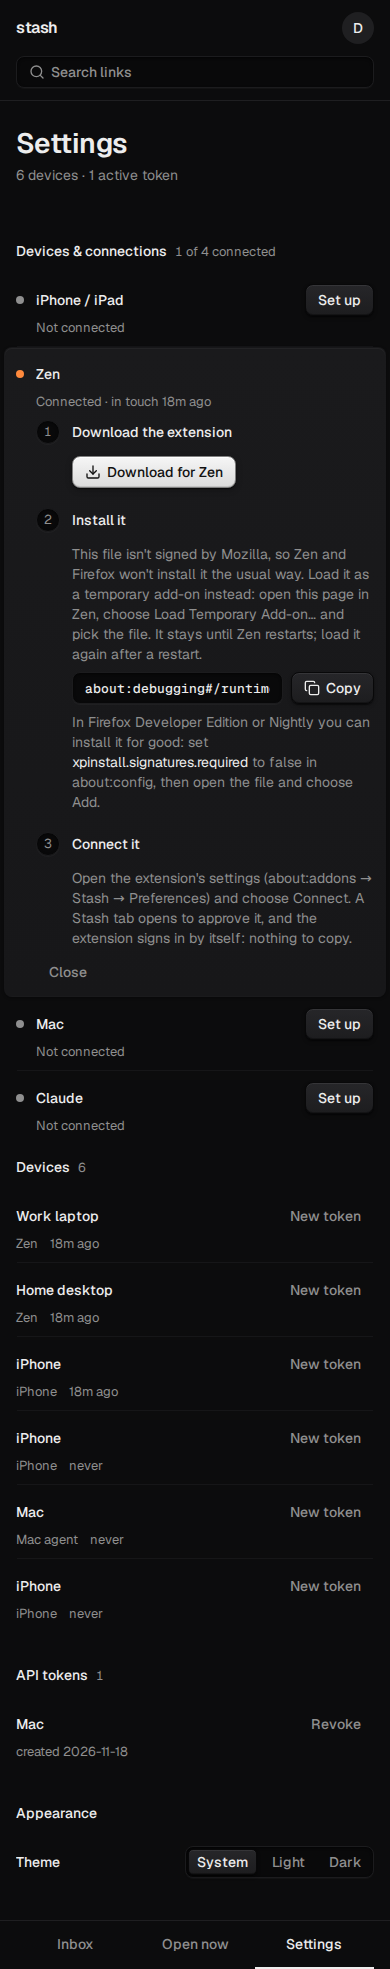 stash
D
Search links
Settings
6 devices · 1 active token
Devices & connections 1 of 4 connected
iPhone / iPad
Set up
Not connected
Zen
Connected · in touch 18m ago
1 Download the extension
Download for Zen
2 Install it
This file isn't signed by Mozilla, so Zen and
Firefox won't install it the usual way. Load it as
a temporary add-on instead: open this page in
Zen, choose Load Temporary Add-on… and
pick the file. It stays until Zen restarts; load it
again after a restart.
about:debugging#/runtim
Copy
In Firefox Developer Edition or Nightly you can
install it for good: set
xpinstall.signatures.required to false in
about:config, then open the file and choose
Add.
3 Connect it
Open the extension's settings (about:addons →
Stash → Preferences) and choose Connect. A
Stash tab opens to approve it, and the
extension signs in by itself: nothing to copy.
Close
Mac
Set up
Not connected
Claude
Set up
Not connected
Devices 6
Work laptop
New token
Zen 18m ago
Home desktop
New token
Zen 18m ago
iPhone
New token
iPhone 18m ago
iPhone
New token
iPhone never
Mac
New token
Mac agent never
iPhone
New token
iPhone never
API tokens 1
Mac
Revoke
created 2026-11-18
Appearance
Theme
System Light Dark
Inbox Open now Settings